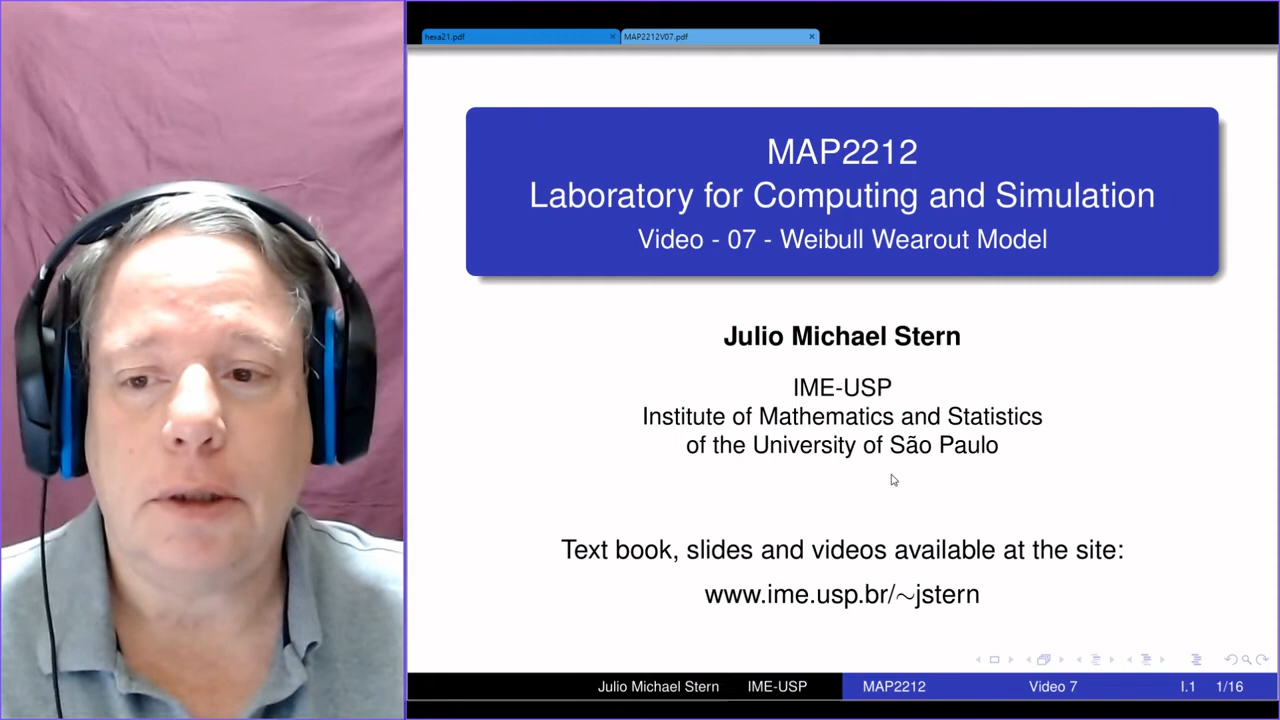 hexa21.pdf
MAP2212V07.pdf
MAP2212
Laboratory for Computing and Simulation
Video - 07 - Weibull Wearout Model
Julio Michael Stern
IME-USP
Institute of Mathematics and Statistics
of the University of São Paulo
Text book, slides and videos available at the site:
www.ime.usp.br/∼jstern
Julio Michael Stern IME-USP MAP2212 Video 7 I.1 1/16